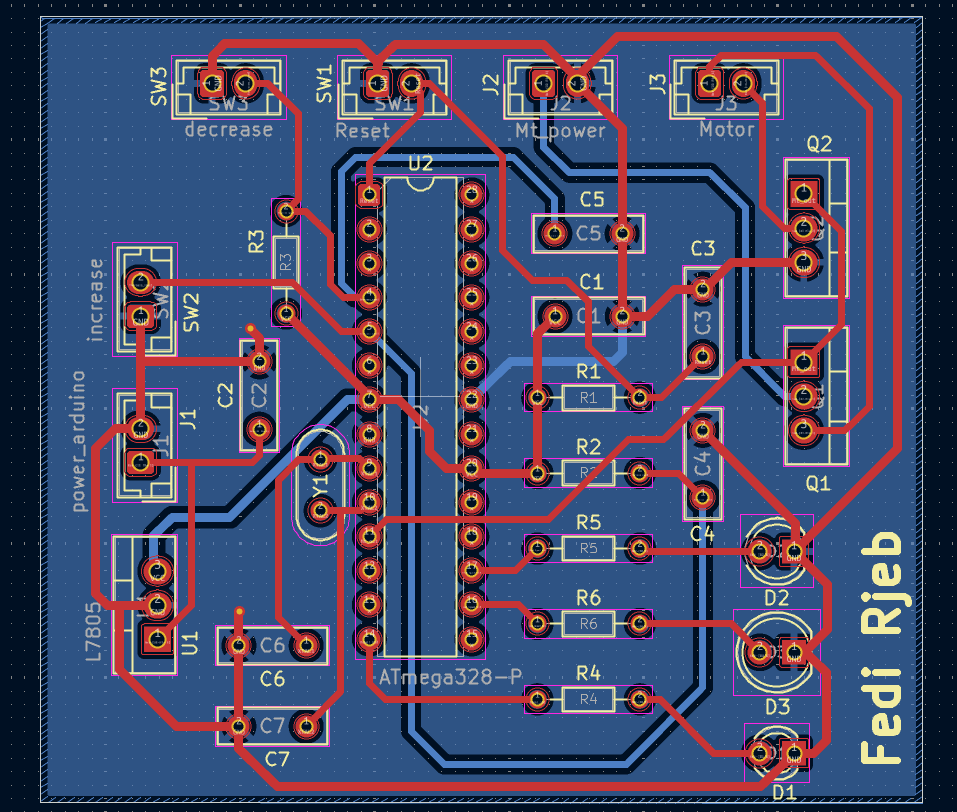 SW3
SW3
decrease
SW1
SW1
Reset
J2
J2
Mt_power
J3
J3
Motor
Q2
Q2
U2
C5
C5
R3
R3
increase
SW2
C3
C3
C1
C1
C2
C2
R1
R1
Q1
Q1
power_arduino
J1
J1
Y1
R2
R2
C4
C4
R5
R5
D2
L7805
U1
R6
R6
C6
C6
ATmega328-P
R4
R4
D3
C7
C7
D1
Fedi Rjeb